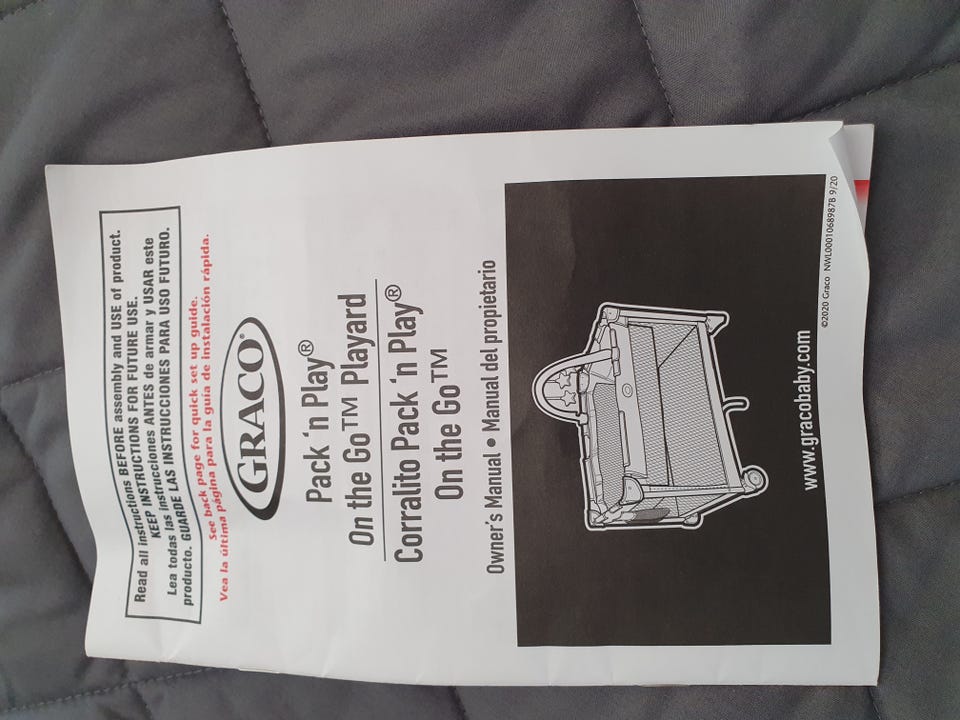 Read all instructions BEFORE assembly and USE of product.
KEEP INSTRUCTIONS FOR FUTURE USE.
Lea todas las instrucciones ANTES de armar y USAR este
producto. GUARDE LAS INSTRUCCIONES PARA USO FUTURO.
See back page for quick set up guide.
Vea la última página para la guía de instalación rápida.
GRACO®
Pack ‘n Play®
On the Go™ Playard
Corralito Pack ‘n Play®
On the Go™
Owner’s Manual • Manual del propietario
www.gracobaby.com
©2020 Graco NWL0001068987B 9/20